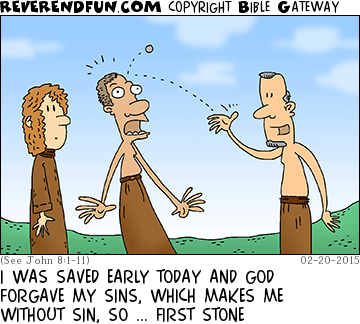 REVERENDFUN.COM COPYRIGHT BIBLE GATEWAY
(See John 8:1-11) 02-20-2015
I WAS SAVED EARLY TODAY AND GOD
FORGAVE MY SINS, WHICH MAKES ME
WITHOUT SIN, SO ... FIRST STONE